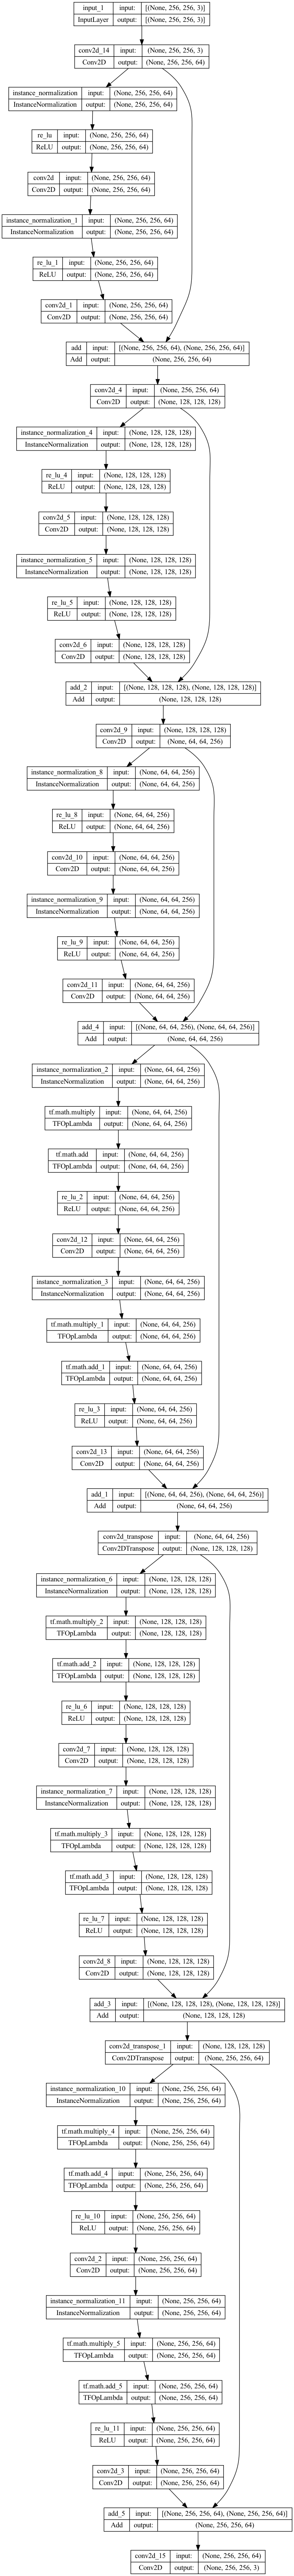 input_1 input: [(None, 256, 256, 3)]
InputLayer output: [(None, 256, 256, 3)]
conv2d_14 input: (None, 256, 256, 3)
Conv2D output: (None, 256, 256, 64)
instance_normalization input: (None, 256, 256, 64)
InstanceNormalization output: (None, 256, 256, 64)
re_lu input: (None, 256, 256, 64)
ReLU output: (None, 256, 256, 64)
conv2d input: (None, 256, 256, 64)
Conv2D output: (None, 256, 256, 64)
instance_normalization_1 input: (None, 256, 256, 64)
InstanceNormalization output: (None, 256, 256, 64)
re_lu_1 input: (None, 256, 256, 64)
ReLU output: (None, 256, 256, 64)
conv2d_1 input: (None, 256, 256, 64)
Conv2D output: (None, 256, 256, 64)
add input: [(None, 256, 256, 64), (None, 256, 256, 64)]
Add output: (None, 256, 256, 64)
conv2d_4 input: (None, 256, 256, 64)
Conv2D output: (None, 128, 128, 128)
instance_normalization_4 input: (None, 128, 128, 128)
InstanceNormalization output: (None, 128, 128, 128)
re_lu_4 input: (None, 128, 128, 128)
ReLU output: (None, 128, 128, 128)
conv2d_5 input: (None, 128, 128, 128)
Conv2D output: (None, 128, 128, 128)
instance_normalization_5 input: (None, 128, 128, 128)
InstanceNormalization output: (None, 128, 128, 128)
re_lu_5 input: (None, 128, 128, 128)
ReLU output: (None, 128, 128, 128)
conv2d_6 input: (None, 128, 128, 128)
Conv2D output: (None, 128, 128, 128)
add_2 input: [(None, 128, 128, 128), (None, 128, 128, 128)]
Add output: (None, 128, 128, 128)
conv2d_9 input: (None, 128, 128, 128)
Conv2D output: (None, 64, 64, 256)
instance_normalization_8 input: (None, 64, 64, 256)
InstanceNormalization output: (None, 64, 64, 256)
re_lu_8 input: (None, 64, 64, 256)
ReLU output: (None, 64, 64, 256)
conv2d_10 input: (None, 64, 64, 256)
Conv2D output: (None, 64, 64, 256)
instance_normalization_9 input: (None, 64, 64, 256)
InstanceNormalization output: (None, 64, 64, 256)
re_lu_9 input: (None, 64, 64, 256)
ReLU output: (None, 64, 64, 256)
conv2d_11 input: (None, 64, 64, 256)
Conv2D output: (None, 64, 64, 256)
add_4 input: [(None, 64, 64, 256), (None, 64, 64, 256)]
Add output: (None, 64, 64, 256)
instance_normalization_2 input: (None, 64, 64, 256)
InstanceNormalization output: (None, 64, 64, 256)
tf.math.multiply input: (None, 64, 64, 256)
TFOpLambda output: (None, 64, 64, 256)
tf.math.add input: (None, 64, 64, 256)
TFOpLambda output: (None, 64, 64, 256)
re_lu_2 input: (None, 64, 64, 256)
ReLU output: (None, 64, 64, 256)
conv2d_12 input: (None, 64, 64, 256)
Conv2D output: (None, 64, 64, 256)
instance_normalization_3 input: (None, 64, 64, 256)
InstanceNormalization output: (None, 64, 64, 256)
tf.math.multiply_1 input: (None, 64, 64, 256)
TFOpLambda output: (None, 64, 64, 256)
tf.math.add_1 input: (None, 64, 64, 256)
TFOpLambda output: (None, 64, 64, 256)
re_lu_3 input: (None, 64, 64, 256)
ReLU output: (None, 64, 64, 256)
conv2d_13 input: (None, 64, 64, 256)
Conv2D output: (None, 64, 64, 256)
add_1 input: [(None, 64, 64, 256), (None, 64, 64, 256)]
Add output: (None, 64, 64, 256)
conv2d_transpose input: (None, 64, 64, 256)
Conv2DTranspose output: (None, 128, 128, 128)
instance_normalization_6 input: (None, 128, 128, 128)
InstanceNormalization output: (None, 128, 128, 128)
tf.math.multiply_2 input: (None, 128, 128, 128)
TFOpLambda output: (None, 128, 128, 128)
tf.math.add_2 input: (None, 128, 128, 128)
TFOpLambda output: (None, 128, 128, 128)
re_lu_6 input: (None, 128, 128, 128)
ReLU output: (None, 128, 128, 128)
conv2d_7 input: (None, 128, 128, 128)
Conv2D output: (None, 128, 128, 128)
instance_normalization_7 input: (None, 128, 128, 128)
InstanceNormalization output: (None, 128, 128, 128)
tf.math.multiply_3 input: (None, 128, 128, 128)
TFOpLambda output: (None, 128, 128, 128)
tf.math.add_3 input: (None, 128, 128, 128)
TFOpLambda output: (None, 128, 128, 128)
re_lu_7 input: (None, 128, 128, 128)
ReLU output: (None, 128, 128, 128)
conv2d_8 input: (None, 128, 128, 128)
Conv2D output: (None, 128, 128, 128)
add_3 input: [(None, 128, 128, 128), (None, 128, 128, 128)]
Add output: (None, 128, 128, 128)
conv2d_transpose_1 input: (None, 128, 128, 128)
Conv2DTranspose output: (None, 256, 256, 64)
instance_normalization_10 input: (None, 256, 256, 64)
InstanceNormalization output: (None, 256, 256, 64)
tf.math.multiply_4 input: (None, 256, 256, 64)
TFOpLambda output: (None, 256, 256, 64)
tf.math.add_4 input: (None, 256, 256, 64)
TFOpLambda output: (None, 256, 256, 64)
re_lu_10 input: (None, 256, 256, 64)
ReLU output: (None, 256, 256, 64)
conv2d_2 input: (None, 256, 256, 64)
Conv2D output: (None, 256, 256, 64)
instance_normalization_11 input: (None, 256, 256, 64)
InstanceNormalization output: (None, 256, 256, 64)
tf.math.multiply_5 input: (None, 256, 256, 64)
TFOpLambda output: (None, 256, 256, 64)
tf.math.add_5 input: (None, 256, 256, 64)
TFOpLambda output: (None, 256, 256, 64)
re_lu_11 input: (None, 256, 256, 64)
ReLU output: (None, 256, 256, 64)
conv2d_3 input: (None, 256, 256, 64)
Conv2D output: (None, 256, 256, 64)
add_5 input: [(None, 256, 256, 64), (None, 256, 256, 64)]
Add output: (None, 256, 256, 64)
conv2d_15 input: (None, 256, 256, 64)
Conv2D output: (None, 256, 256, 3)